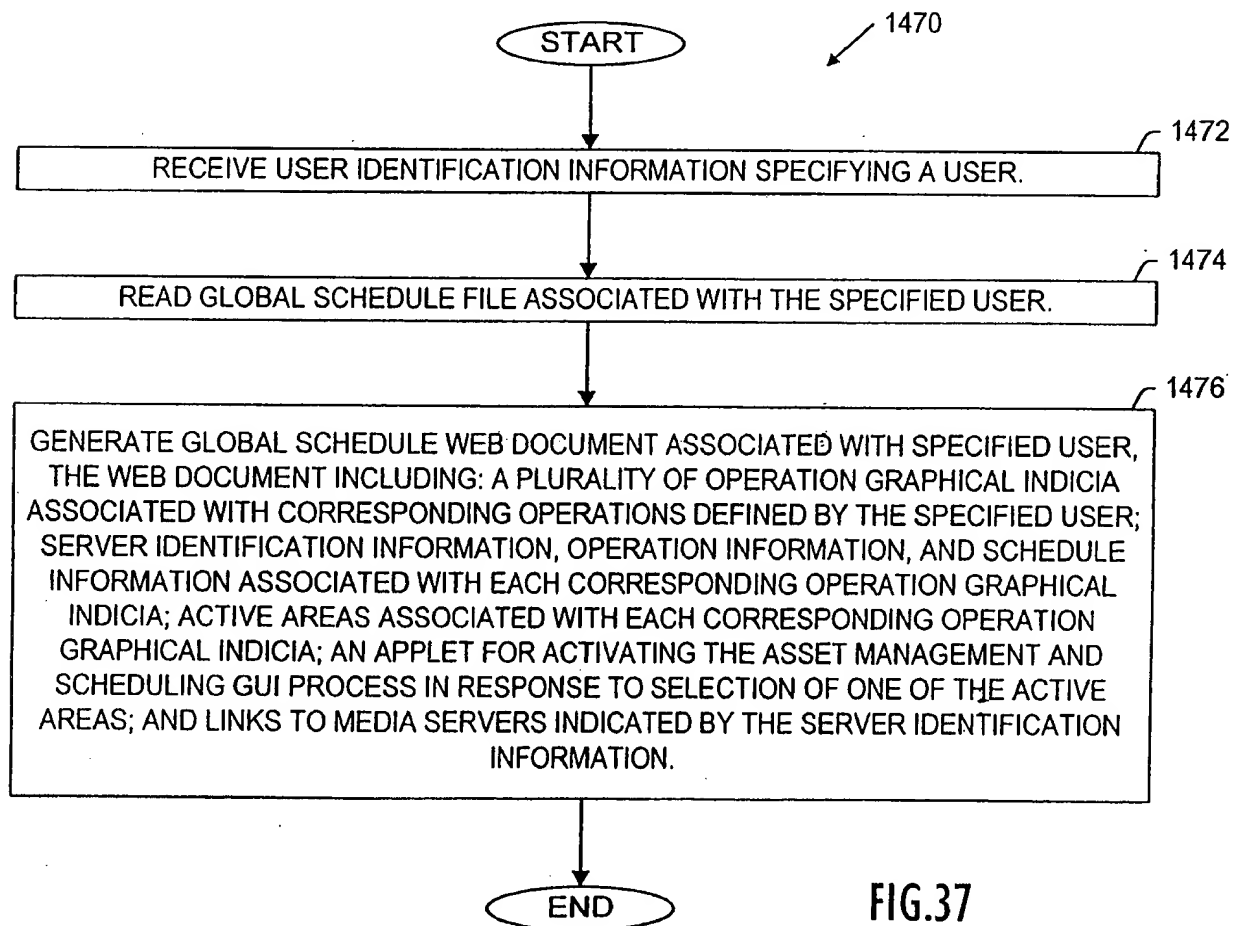 START
1470
1472
RECEIVE USER IDENTIFICATION INFORMATION SPECIFYING A USER.
1474
READ GLOBAL SCHEDULE FILE ASSOCIATED WITH THE SPECIFIED USER.
1476
GENERATE GLOBAL SCHEDULE WEB DOCUMENT ASSOCIATED WITH SPECIFIED USER,
THE WEB DOCUMENT INCLUDING: A PLURALITY OF OPERATION GRAPHICAL INDICIA
ASSOCIATED WITH CORRESPONDING OPERATIONS DEFINED BY THE SPECIFIED USER;
SERVER IDENTIFICATION INFORMATION, OPERATION INFORMATION, AND SCHEDULE
INFORMATION ASSOCIATED WITH EACH CORRESPONDING OPERATION GRAPHICAL
INDICIA; ACTIVE AREAS ASSOCIATED WITH EACH CORRESPONDING OPERATION
GRAPHICAL INDICIA; AN APPLET FOR ACTIVATING THE ASSET MANAGEMENT AND
SCHEDULING GUI PROCESS IN RESPONSE TO SELECTION OF ONE OF THE ACTIVE
AREAS; AND LINKS TO MEDIA SERVERS INDICATED BY THE SERVER IDENTIFICATION
INFORMATION.
END
FIG.37